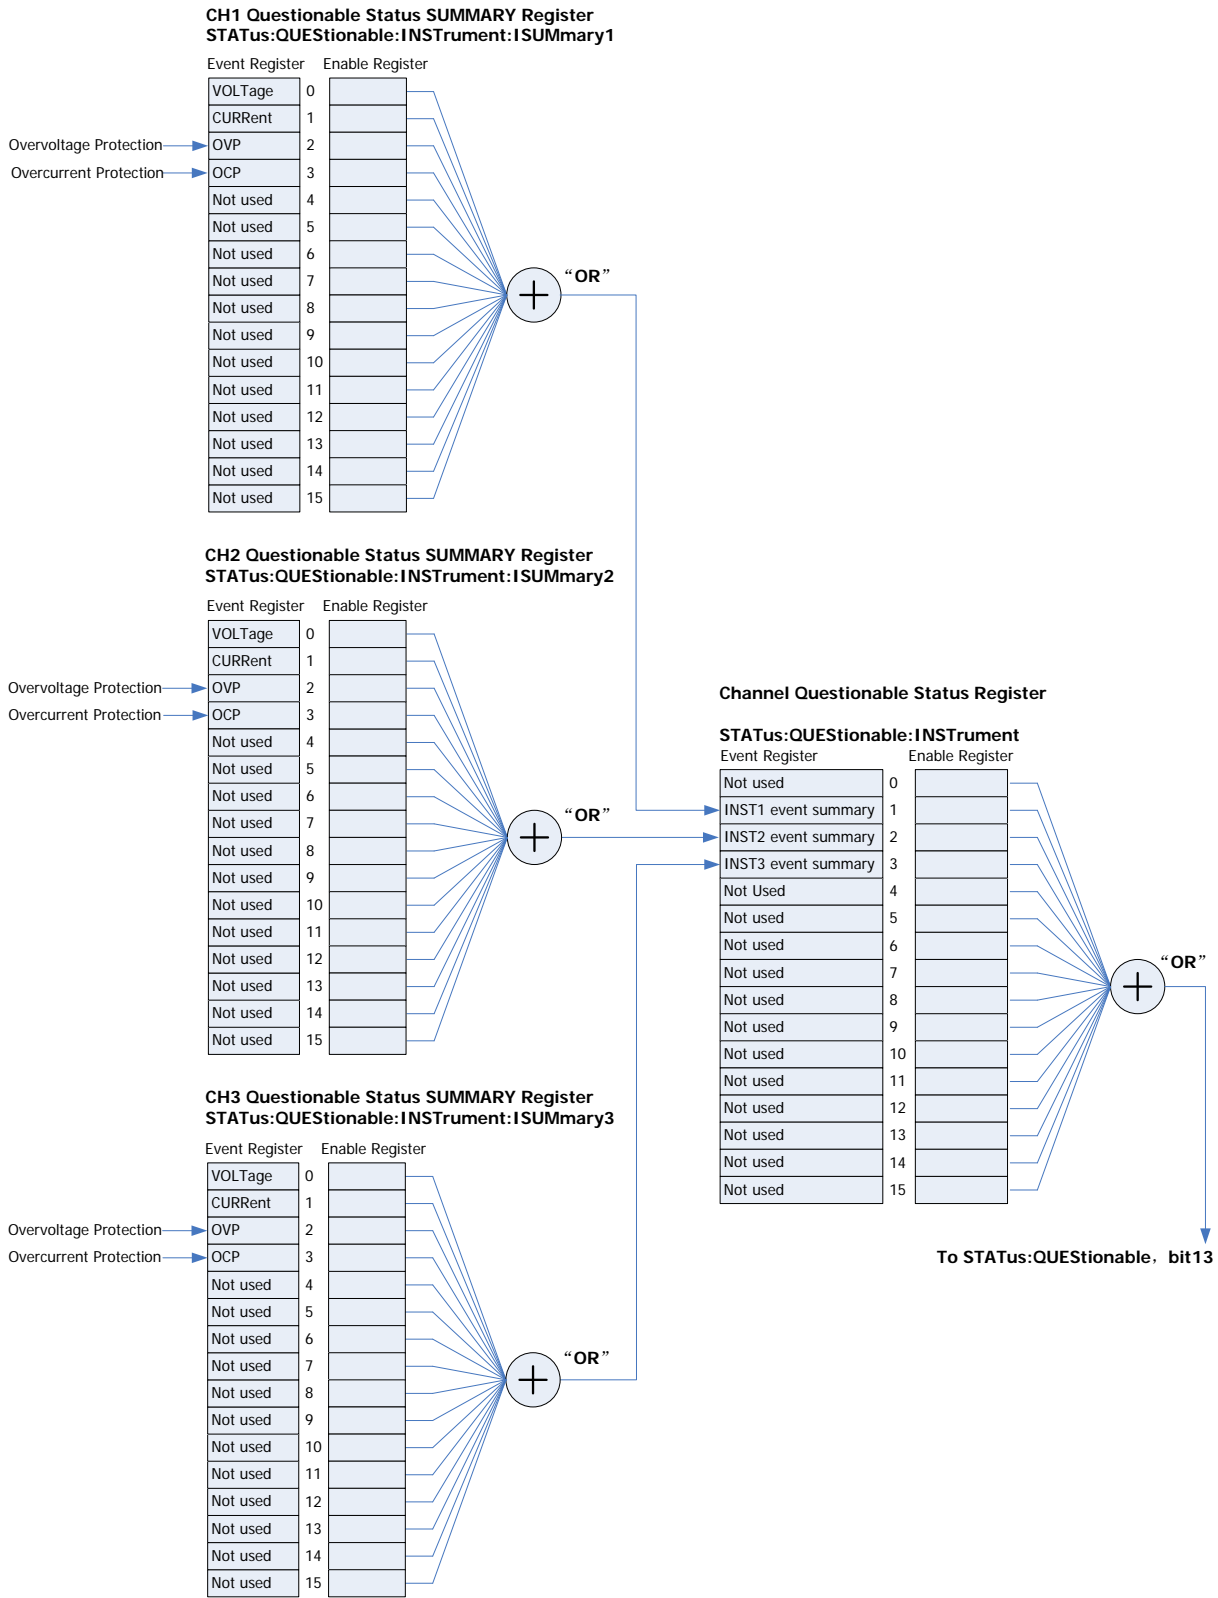 CH1 Questionable Status SUMMARY Register
STATus:QUEStionable:INSTrument:ISUMmary1
Event Register Enable Register
VOLTage 0
CURRent 1
Overvoltage Protection OVP 2
Overcurrent Protection OCP 3
Not used 4
Not used 5
Not used 6
Not used 7
Not used 8
Not used 9
Not used 10
Not used 11
Not used 12
Not used 13
Not used 14
Not used 15
“OR”
CH2 Questionable Status SUMMARY Register
STATus:QUEStionable:INSTrument:ISUMmary2
Event Register Enable Register
VOLTage 0
CURRent 1
Overvoltage Protection OVP 2
Overcurrent Protection OCP 3
Not used 4
Not used 5
Not used 6
Not used 7
Not used 8
Not used 9
Not used 10
Not used 11
Not used 12
Not used 13
Not used 14
Not used 15
“OR”
CH3 Questionable Status SUMMARY Register
STATus:QUEStionable:INSTrument:ISUMmary3
Event Register Enable Register
VOLTage 0
CURRent 1
Overvoltage Protection OVP 2
Overcurrent Protection OCP 3
Not used 4
Not used 5
Not used 6
Not used 7
Not used 8
Not used 9
Not used 10
Not used 11
Not used 12
Not used 13
Not used 14
Not used 15
“OR”
Channel Questionable Status Register
STATus:QUEStionable:INSTrument
Event Register Enable Register
Not used 0
INST1 event summary 1
INST2 event summary 2
INST3 event summary 3
Not Used 4
Not used 5
Not used 6
Not used 7
Not used 8
Not used 9
Not used 10
Not used 11
Not used 12
Not used 13
Not used 14
Not used 15
“OR”
To STATus:QUEStionable，bit13